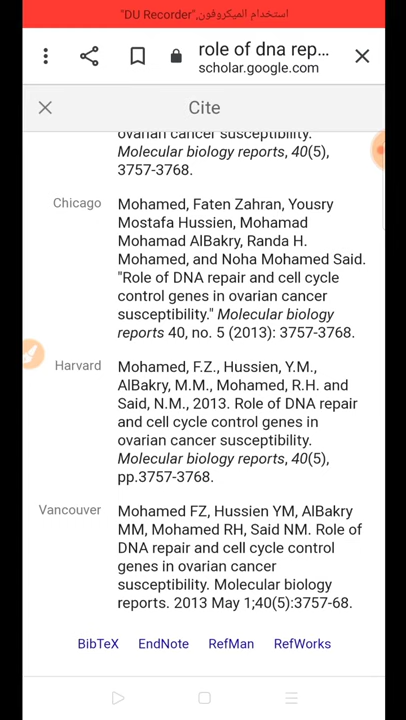 استخدام الميكروفون,"DU Recorder"
role of dna rep...
scholar.google.com
Cite
ovarian cancer susceptibility.
Molecular biology reports, 40(5),
3757-3768.
Chicago
Mohamed, Faten Zahran, Yousry
Mostafa Hussien, Mohamad
Mohamad AlBakry, Randa H.
Mohamed, and Noha Mohamed Said.
"Role of DNA repair and cell cycle
control genes in ovarian cancer
susceptibility." Molecular biology
reports 40, no. 5 (2013): 3757-3768.
Harvard
Mohamed, F.Z., Hussien, Y.M.,
AlBakry, M.M., Mohamed, R.H. and
Said, N.M., 2013. Role of DNA repair
and cell cycle control genes in
ovarian cancer susceptibility.
Molecular biology reports, 40(5),
pp.3757-3768.
Vancouver
Mohamed FZ, Hussien YM, AlBakry
MM, Mohamed RH, Said NM. Role of
DNA repair and cell cycle control
genes in ovarian cancer
susceptibility. Molecular biology
reports. 2013 May 1;40(5):3757-68.
BibTeX EndNote RefMan RefWorks